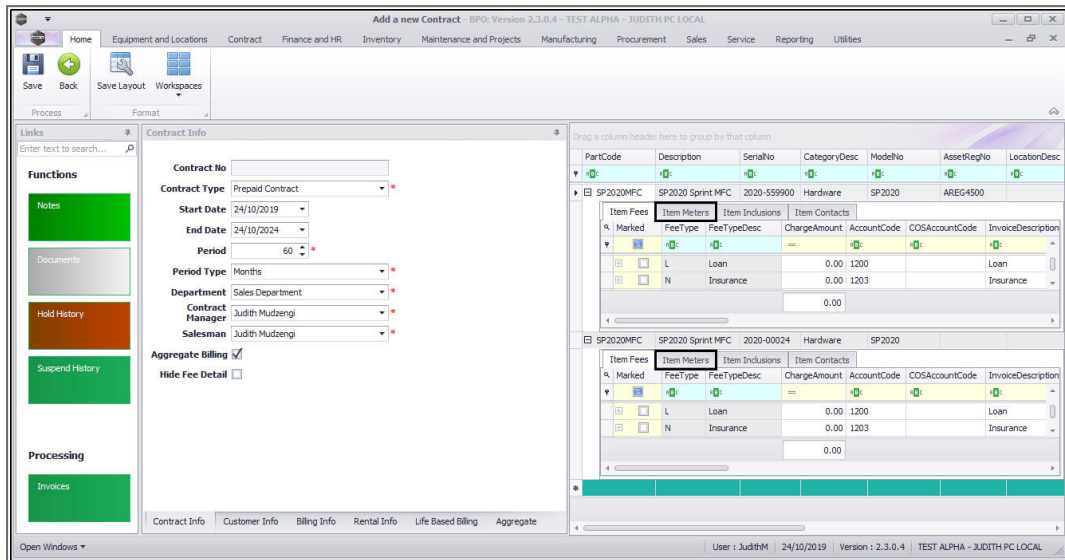 Add a new Contract - BPO: Version 2.3.0.4 - TEST ALPHA - JUDITH PC LOCAL
Home Equipment and Locations Contract Finance and HR Inventory Maintenance and Projects Manufacturing Procurement Sales Service Reporting Utilities
Save Back Save Layout Workspaces
Process Format
Links
Enter text to search...
Functions
Notes
Documents
Hold History
Suspend History
Processing
Invoices
Contract Info
Contract No
Contract Type Prepaid Contract *
Start Date 24/10/2019
End Date 24/10/2024
Period 60 *
Period Type Months *
Department Sales Department *
Contract
Manager Judith Mudzengi *
Salesman Judith Mudzengi *
Aggregate Billing
Hide Fee Detail
Contract Info Customer Info Billing Info Rental Info Life Based Billing Aggregate
Drag a column header here to group by that column
PartCode Description SerialNo CategoryDesc ModelNo AssetRegNo LocationDesc
SP2020MFC SP2020 Sprint MFC 2020-559900 Hardware SP2020 AREG4500
Item Fees Item Meters Item Inclusions Item Contacts
Marked FeeType FeeTypeDesc ChargeAmount AccountCode COSAccountCode InvoiceDescription
L Loan 0.00 1200 Loan
N Insurance 0.00 1203 Insurance
0.00
SP2020MFC SP2020 Sprint MFC 2020-00024 Hardware SP2020
Item Fees Item Meters Item Inclusions Item Contacts
Marked FeeType FeeTypeDesc ChargeAmount AccountCode COSAccountCode InvoiceDescription
L Loan 0.00 1200 Loan
N Insurance 0.00 1203 Insurance
0.00
Open Windows User : JudithM 24/10/2019 Version : 2.3.0.4 TEST ALPHA - JUDITH PC LOCAL